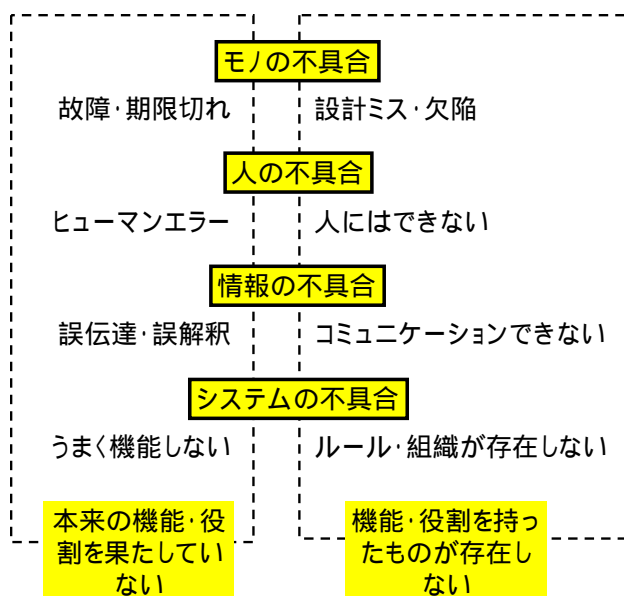 モノの不具合
故障・期限切れ
設計ミス・欠陥
人の不具合
ヒューマンエラー
人にはできない
情報の不具合
誤伝達・誤解釈
コミュニケーションできない
システムの不具合
うまく機能しない
ルール・組織が存在しない
本来の機能・役
割を果たしてい
ない
機能・役割を持っ
たものが存在し
ない